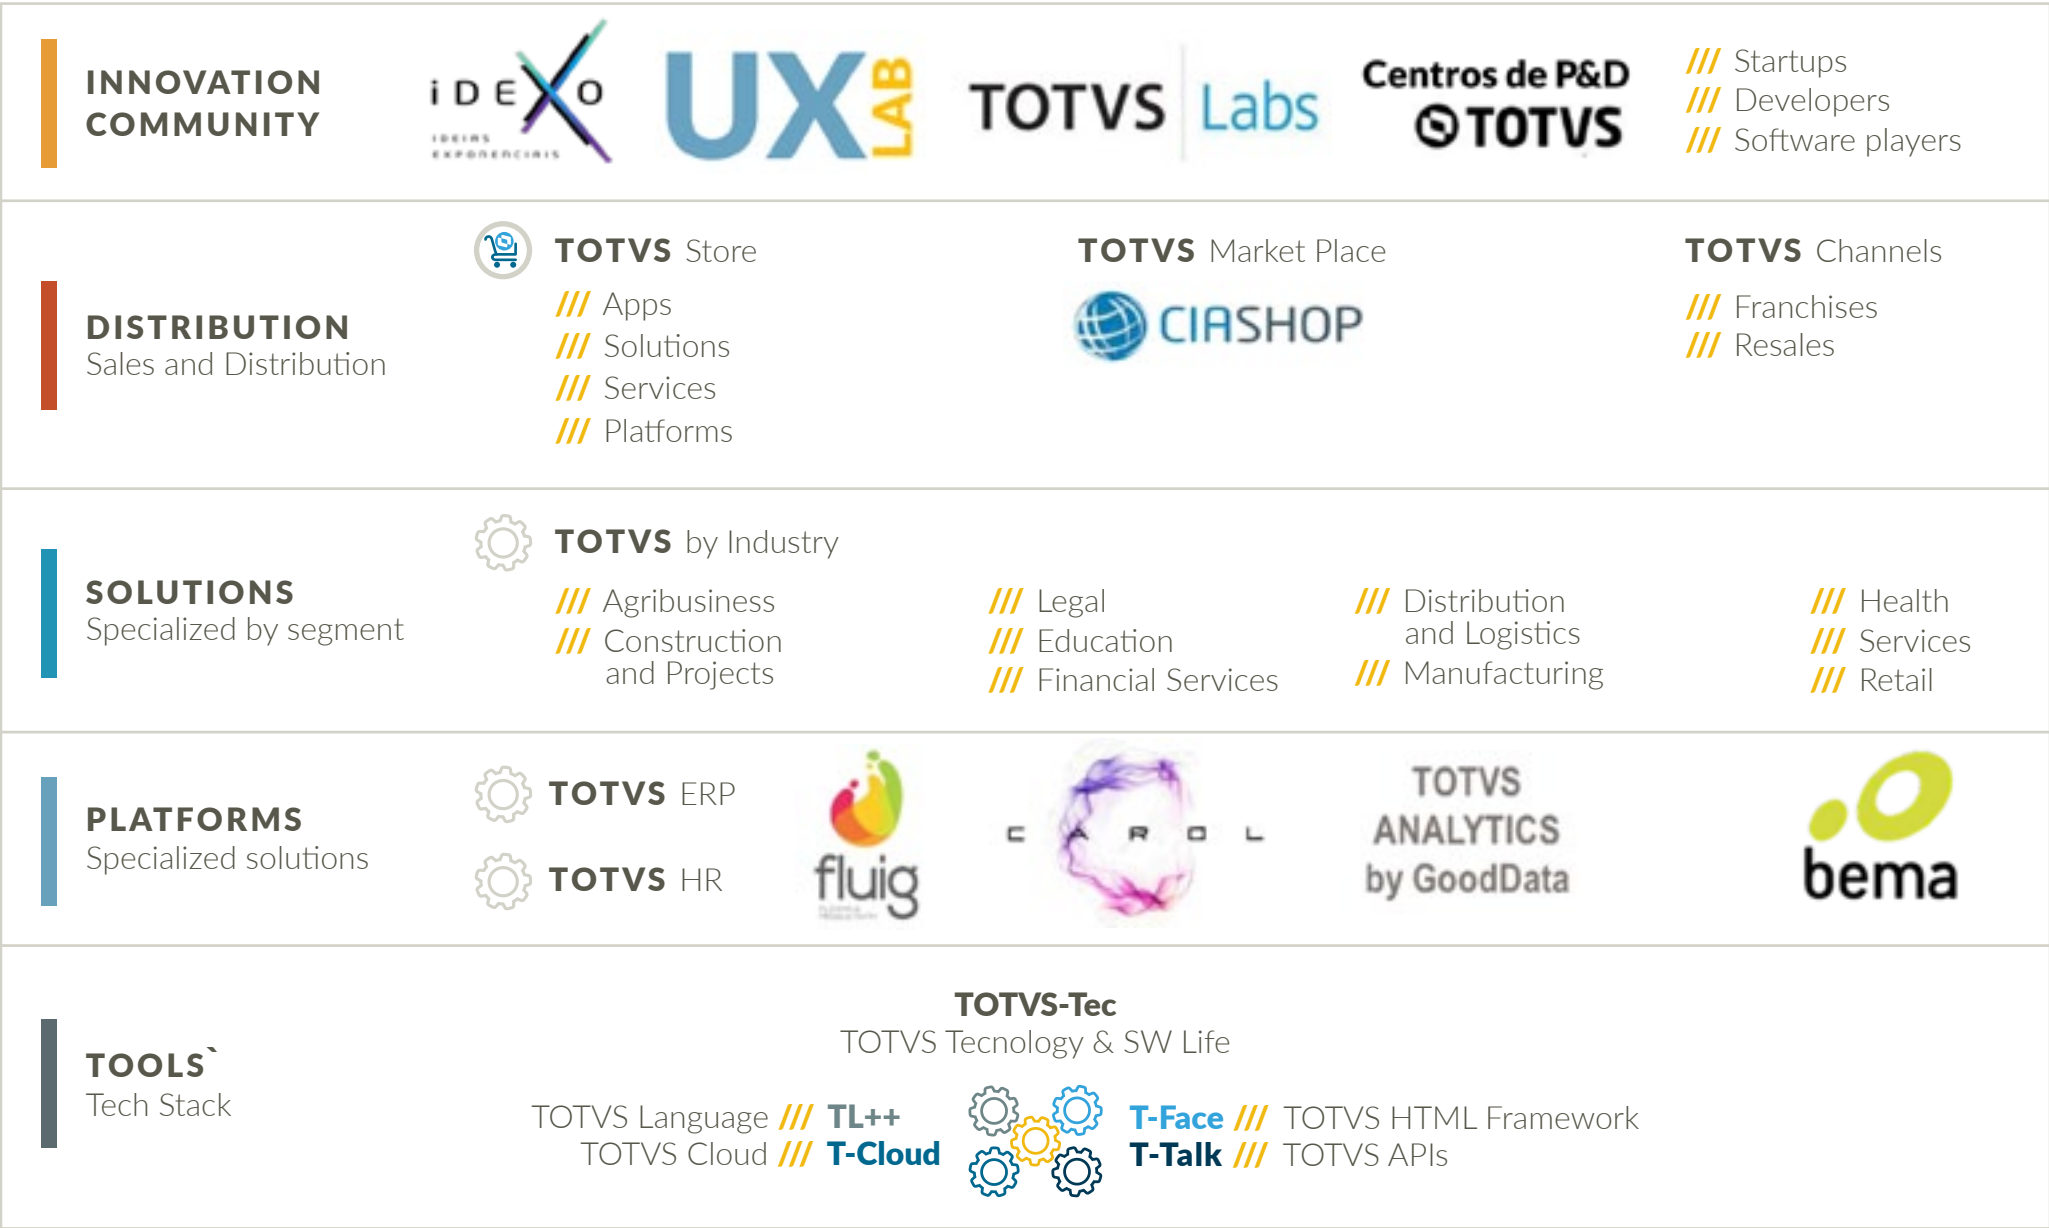 INNOVATION
COMMUNITY
iDEXO
IDEIAS
EXPONENCIAIS
UX LAB
TOTVS Labs
Centros de P&D
TOTVS
/// Startups
/// Developers
/// Software players
DISTRIBUTION
Sales and Distribution
TOTVS Store
/// Apps
/// Solutions
/// Services
/// Platforms
TOTVS Market Place
CIASHOP
TOTVS Channels
/// Franchises
/// Resales
SOLUTIONS
Specialized by segment
TOTVS by Industry
/// Agribusiness
/// Construction
and Projects
/// Legal
/// Education
/// Financial Services
/// Distribution
and Logistics
/// Manufacturing
/// Health
/// Services
/// Retail
PLATFORMS
Specialized solutions
TOTVS ERP
TOTVS HR
fluig
CAROL
TOTVS
ANALYTICS
by GoodData
bema
TOOLS`
Tech Stack
TOTVS-Tec
TOTVS Tecnology & SW Life
TOTVS Language /// TL++
TOTVS Cloud /// T-Cloud
T-Face /// TOTVS HTML Framework
T-Talk /// TOTVS APIs